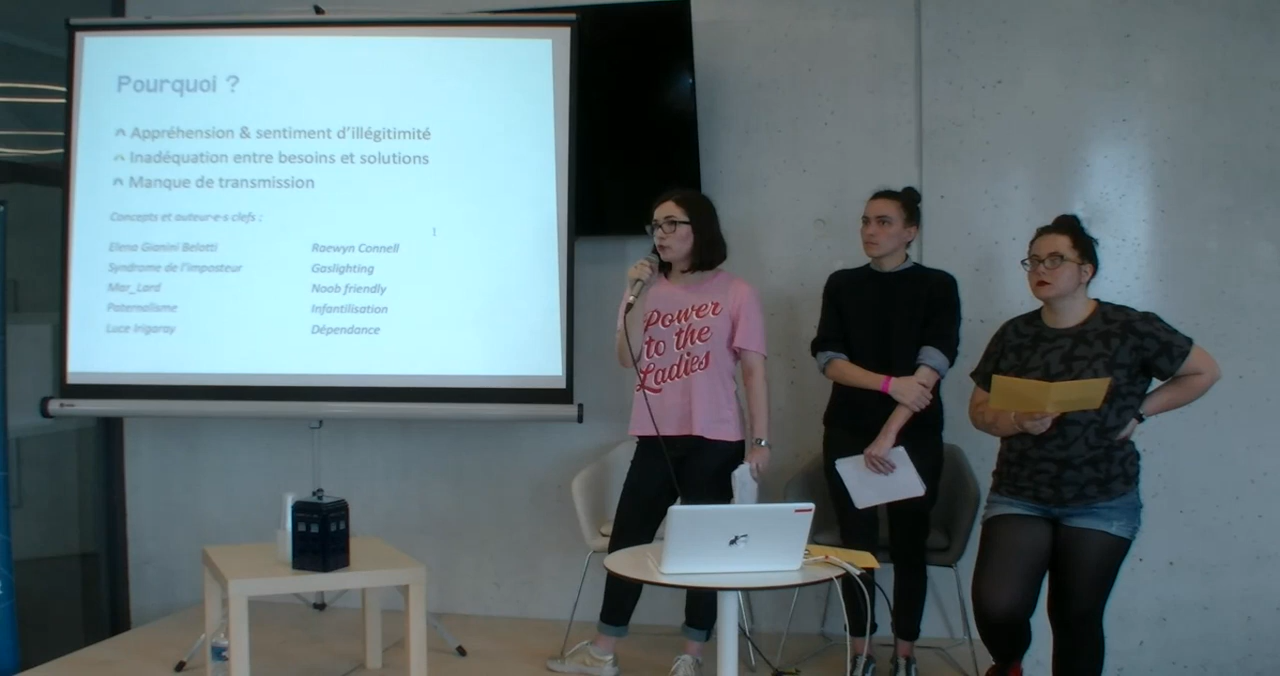 Pourquoi ?
Appréhension & sentiment d'illégitimité
Inadéquation entre besoins et solutions
Manque de transmission
Concepts et auteur·e·s clefs :
Elena Gianini Belotti
Syndrome de l'imposteur
Mar_Lard
Paternalisme
Luce Irigaray
Raewyn Connell
Gaslighting
Noob friendly
Infantilisation
Dépendance
Power
to the
Ladies